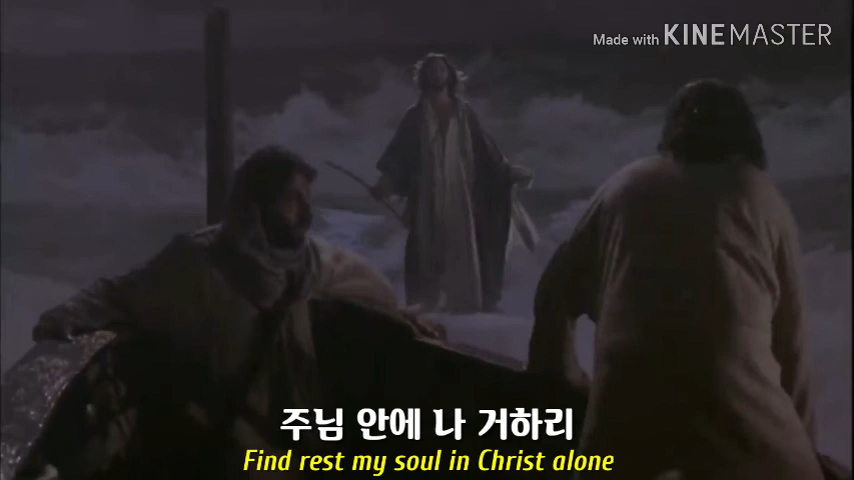 Made with KINEMASTER
주님 안에 나 거하리
Find rest my soul in Christ alone